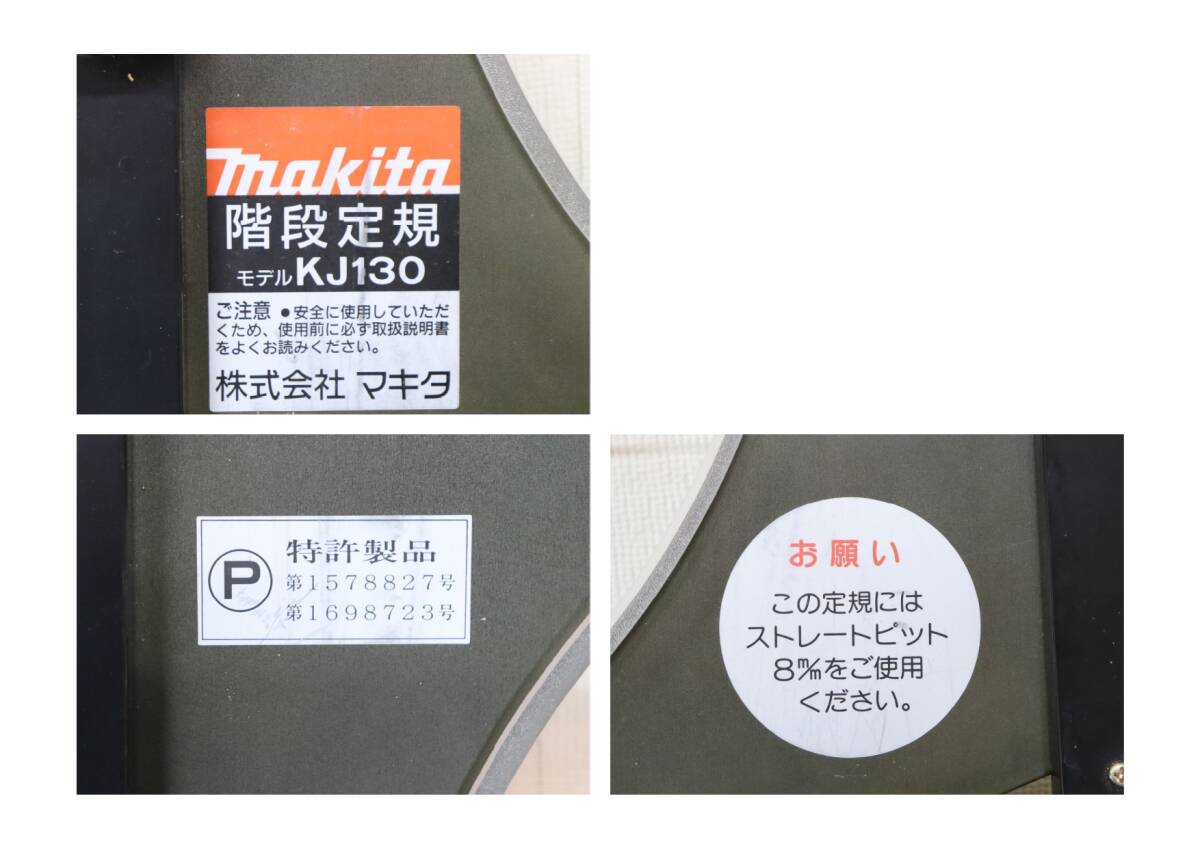 makita
階段定規
モデルKJ130
ご注意 ●安全に使用していただ
くため、使用前に必ず取扱説明書
をよくお読みください。
株式会社 マキタ
P 特許製品
第1578827号
第1698723号
お願い
この定規には
ストレートピット
8m/mをご使用
ください。